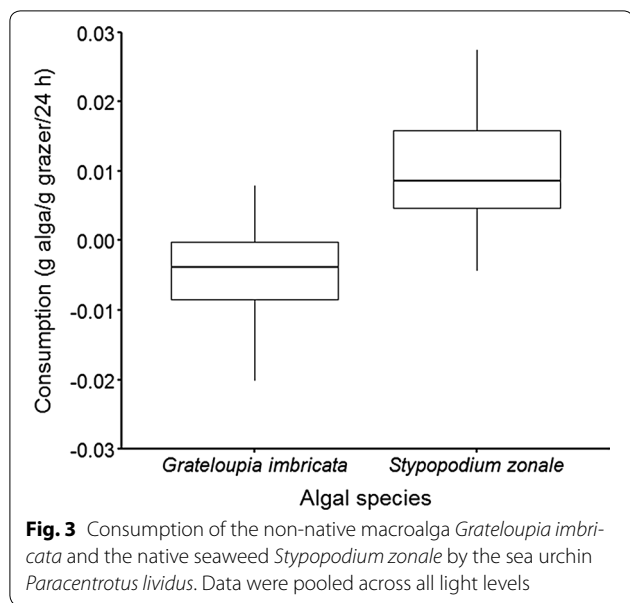 0.03
0.02
0.01
0.00
-0.01
-0.02
-0.03
Consumption (g alga/g grazer/24 h)
Grateloupia imbricata Stypopodium zonale
Algal species
Fig. 3 Consumption of the non-native macroalga Grateloupia imbri-
cata and the native seaweed Stypopodium zonale by the sea urchin
Paracentrotus lividus. Data were pooled across all light levels